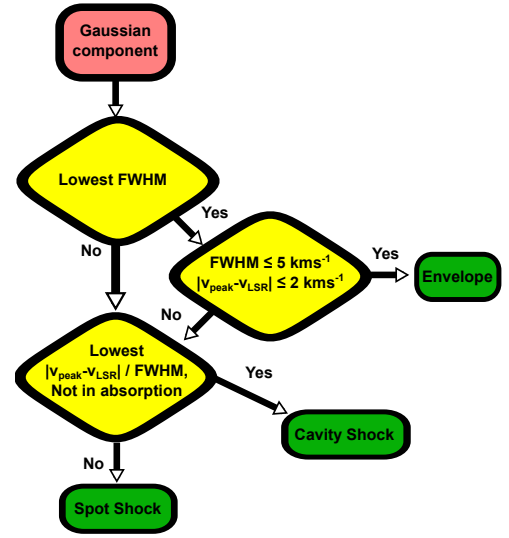 Gaussian
component
Lowest FWHM
Yes
No
FWHM ≤ 5 kms⁻¹
|vpeak-vLSR| ≤ 2 kms⁻¹
Yes
Envelope
No
Lowest
|vpeak-vLSR| / FWHM,
Not in absorption
Yes
Cavity Shock
No
Spot Shock